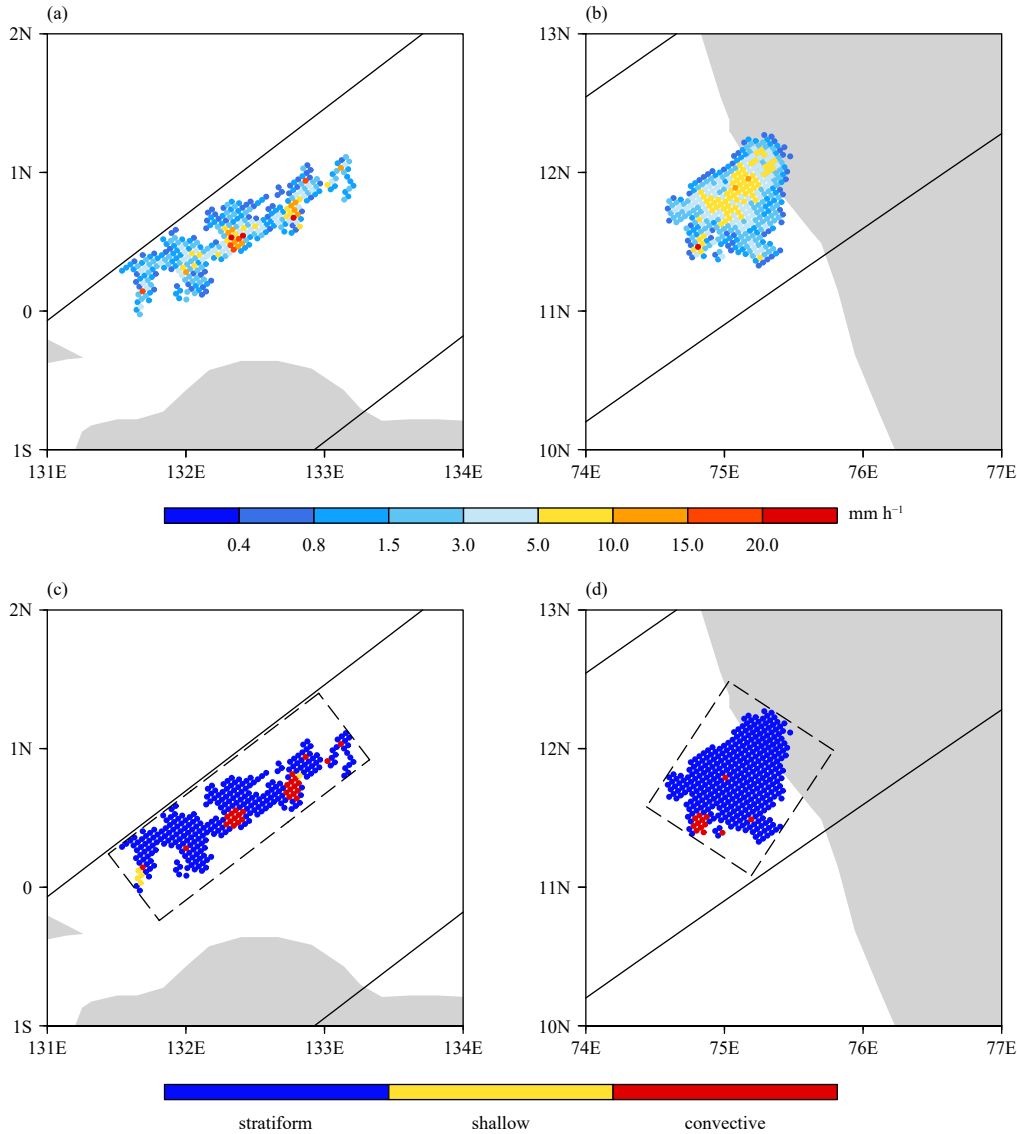 (a)
(b)
2N
1N
0
1S
131E 132E 133E 134E
13N
12N
11N
10N
74E 75E 76E 77E
0.4 0.8 1.5 3.0 5.0 10.0 15.0 20.0
mm h⁻¹
(c)
(d)
2N
1N
0
1S
131E 132E 133E 134E
13N
12N
11N
10N
74E 75E 76E 77E
stratiform shallow convective